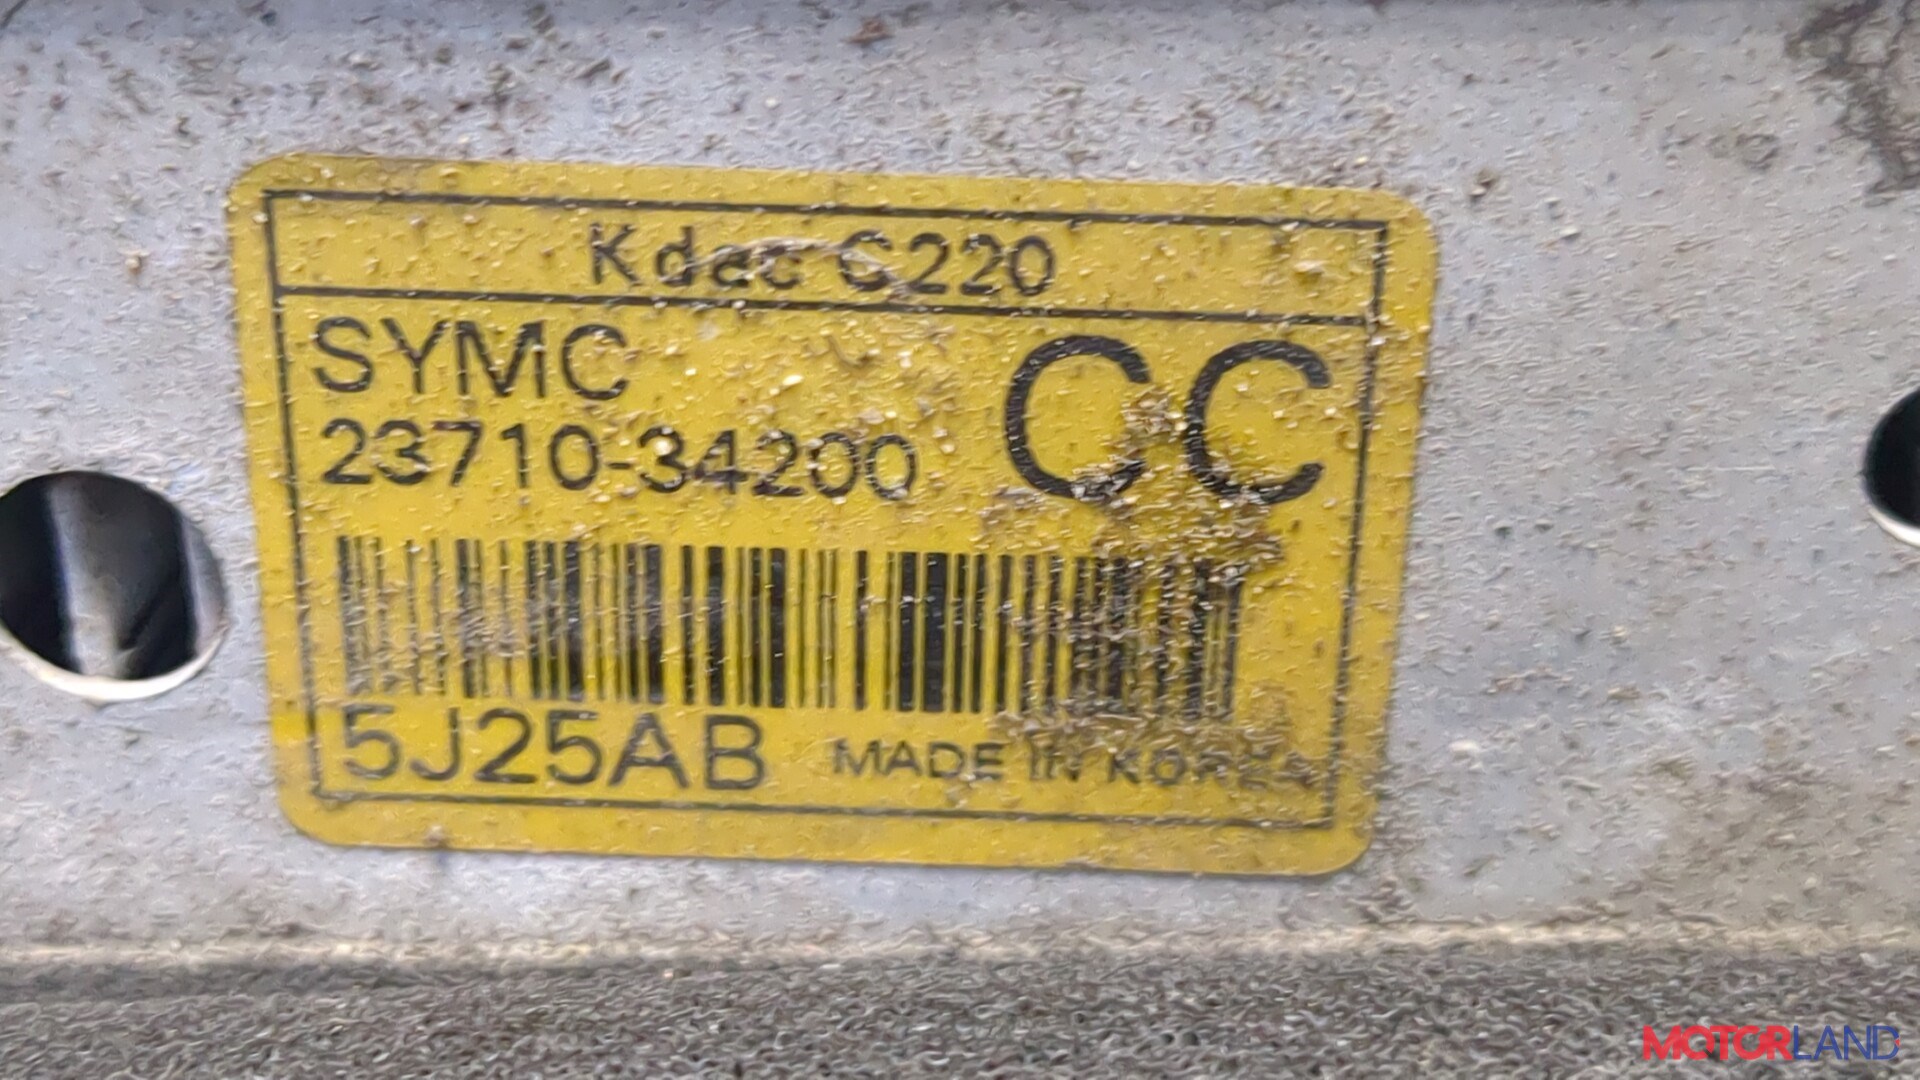 Kdac C220
SYMC
CC
23710-34200
5J25AB MADE IN KOREA
MOTORLAND